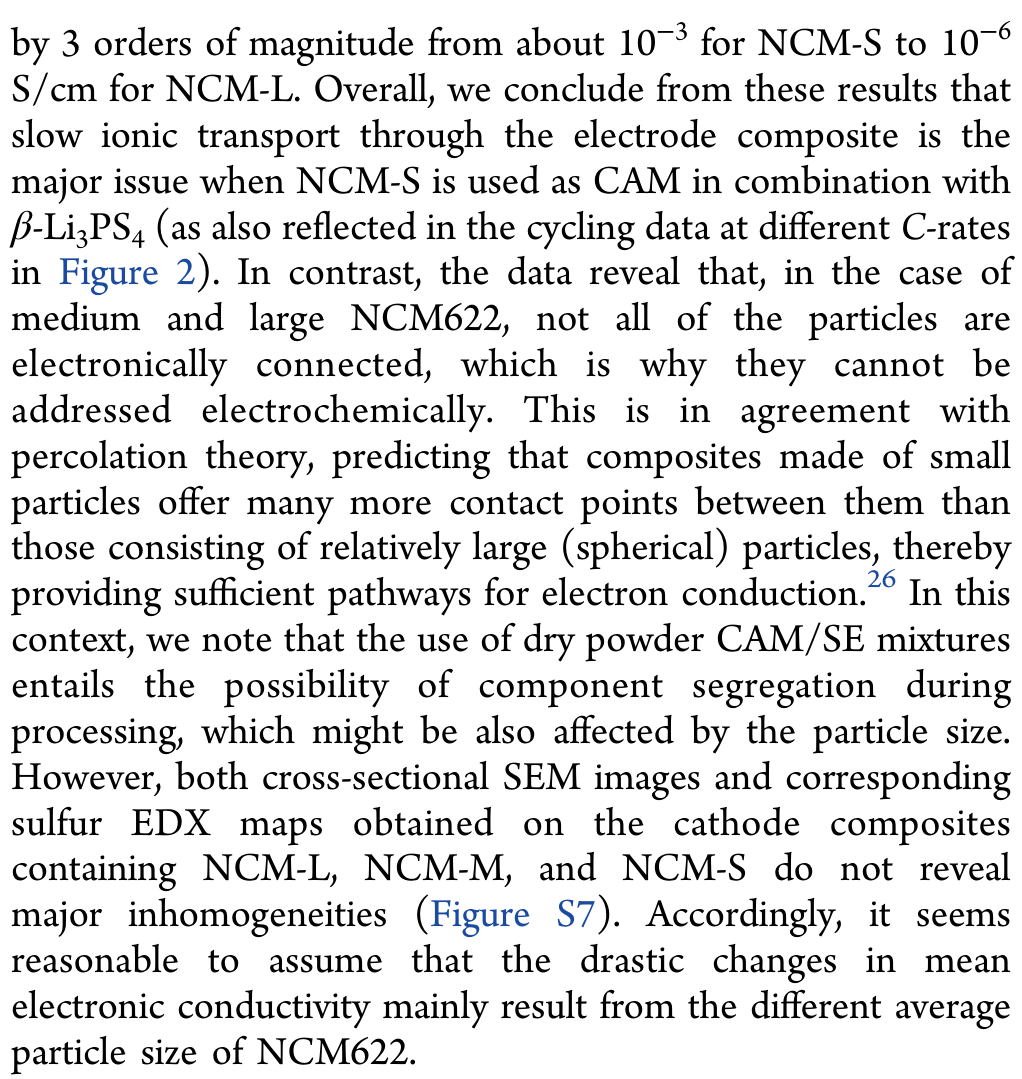 by 3 orders of magnitude from about 10⁻³ for NCM-S to 10⁻⁶
S/cm for NCM-L. Overall, we conclude from these results that
slow ionic transport through the electrode composite is the
major issue when NCM-S is used as CAM in combination with
β-Li₃PS₄ (as also reflected in the cycling data at different C-rates
in Figure 2). In contrast, the data reveal that, in the case of
medium and large NCM622, not all of the particles are
electronically connected, which is why they cannot be
addressed electrochemically. This is in agreement with
percolation theory, predicting that composites made of small
particles offer many more contact points between them than
those consisting of relatively large (spherical) particles, thereby
providing sufficient pathways for electron conduction.²⁶ In this
context, we note that the use of dry powder CAM/SE mixtures
entails the possibility of component segregation during
processing, which might be also affected by the particle size.
However, both cross-sectional SEM images and corresponding
sulfur EDX maps obtained on the cathode composites
containing NCM-L, NCM-M, and NCM-S do not reveal
major inhomogeneities (Figure S7). Accordingly, it seems
reasonable to assume that the drastic changes in mean
electronic conductivity mainly result from the different average
particle size of NCM622.